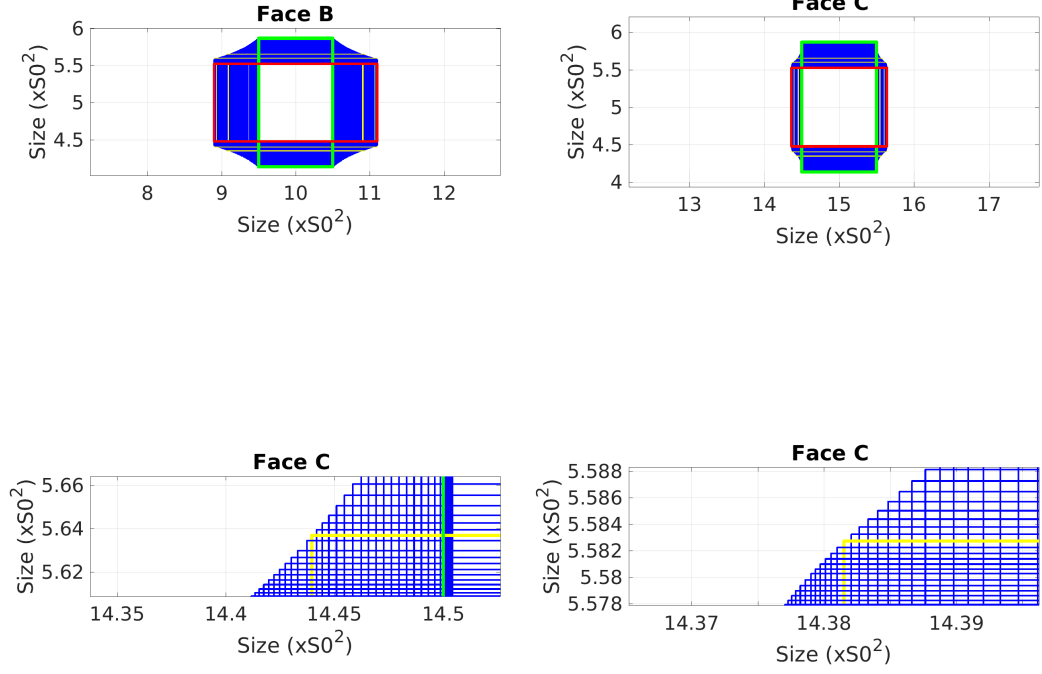 Face B
6
5.5
5
4.5
8 9 10 11 12
Size (xS0²)
Size (xS0²)
Face C
6
5.5
5
4.5
4
13 14 15 16 17
Size (xS0²)
Size (xS0²)
Face C
5.66
5.64
5.62
14.35 14.4 14.45 14.5
Size (xS0²)
Size (xS0²)
Face C
5.588
5.586
5.584
5.582
5.58
5.578
14.37 14.38 14.39
Size (xS0²)
Size (xS0²)